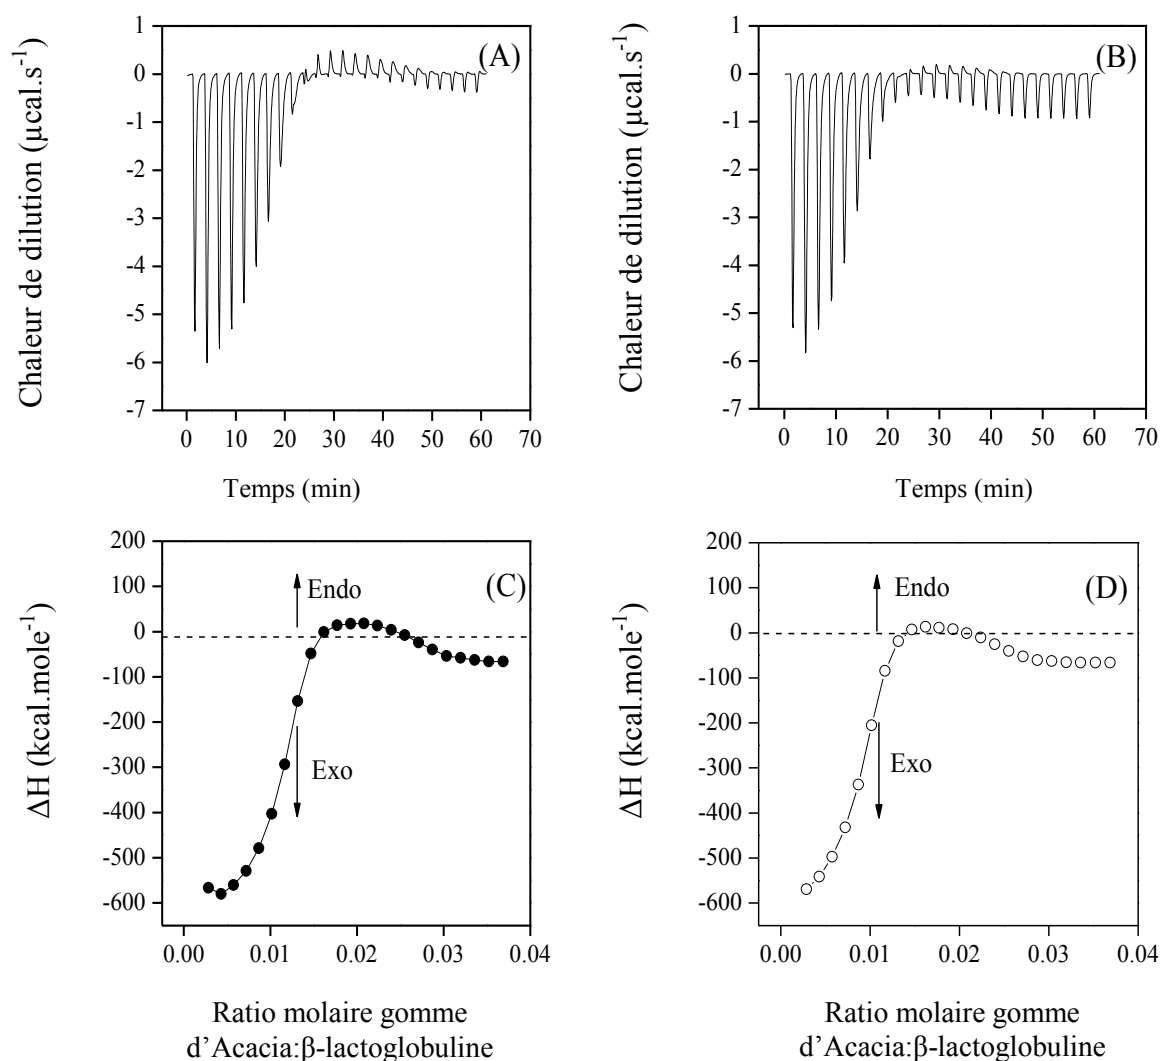 Chaleur de dilution (µcal.s⁻¹)
1
0
-1
-2
-3
-4
-5
-6
-7
(A)
0 10 20 30 40 50 60 70
Temps (min)
Chaleur de dilution (µcal.s⁻¹)
1
0
-1
-2
-3
-4
-5
-6
-7
(B)
0 10 20 30 40 50 60 70
Temps (min)
ΔH (kcal.mole⁻¹)
200
100
0
-100
-200
-300
-400
-500
-600
(C)
Endo
Exo
0.00 0.01 0.02 0.03 0.04
Ratio molaire gomme
d'Acacia:β-lactoglobuline
ΔH (kcal.mole⁻¹)
200
100
0
-100
-200
-300
-400
-500
-600
(D)
Endo
Exo
0.00 0.01 0.02 0.03 0.04
Ratio molaire gomme
d'Acacia:β-lactoglobuline